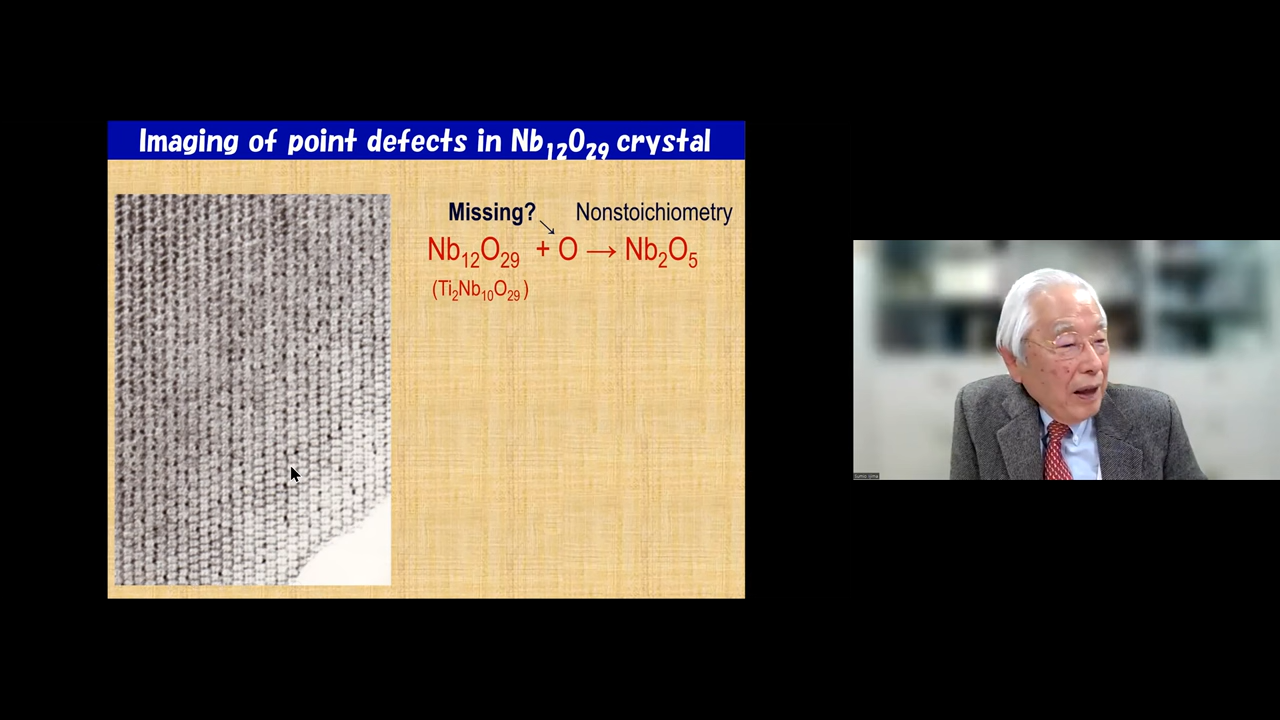 Imaging of point defects in Nb₁₂O₂₉ crystal
Missing? Nonstoichiometry
Nb₁₂O₂₉ + O → Nb₂O₅
(Ti₂Nb₁₀O₂₉)